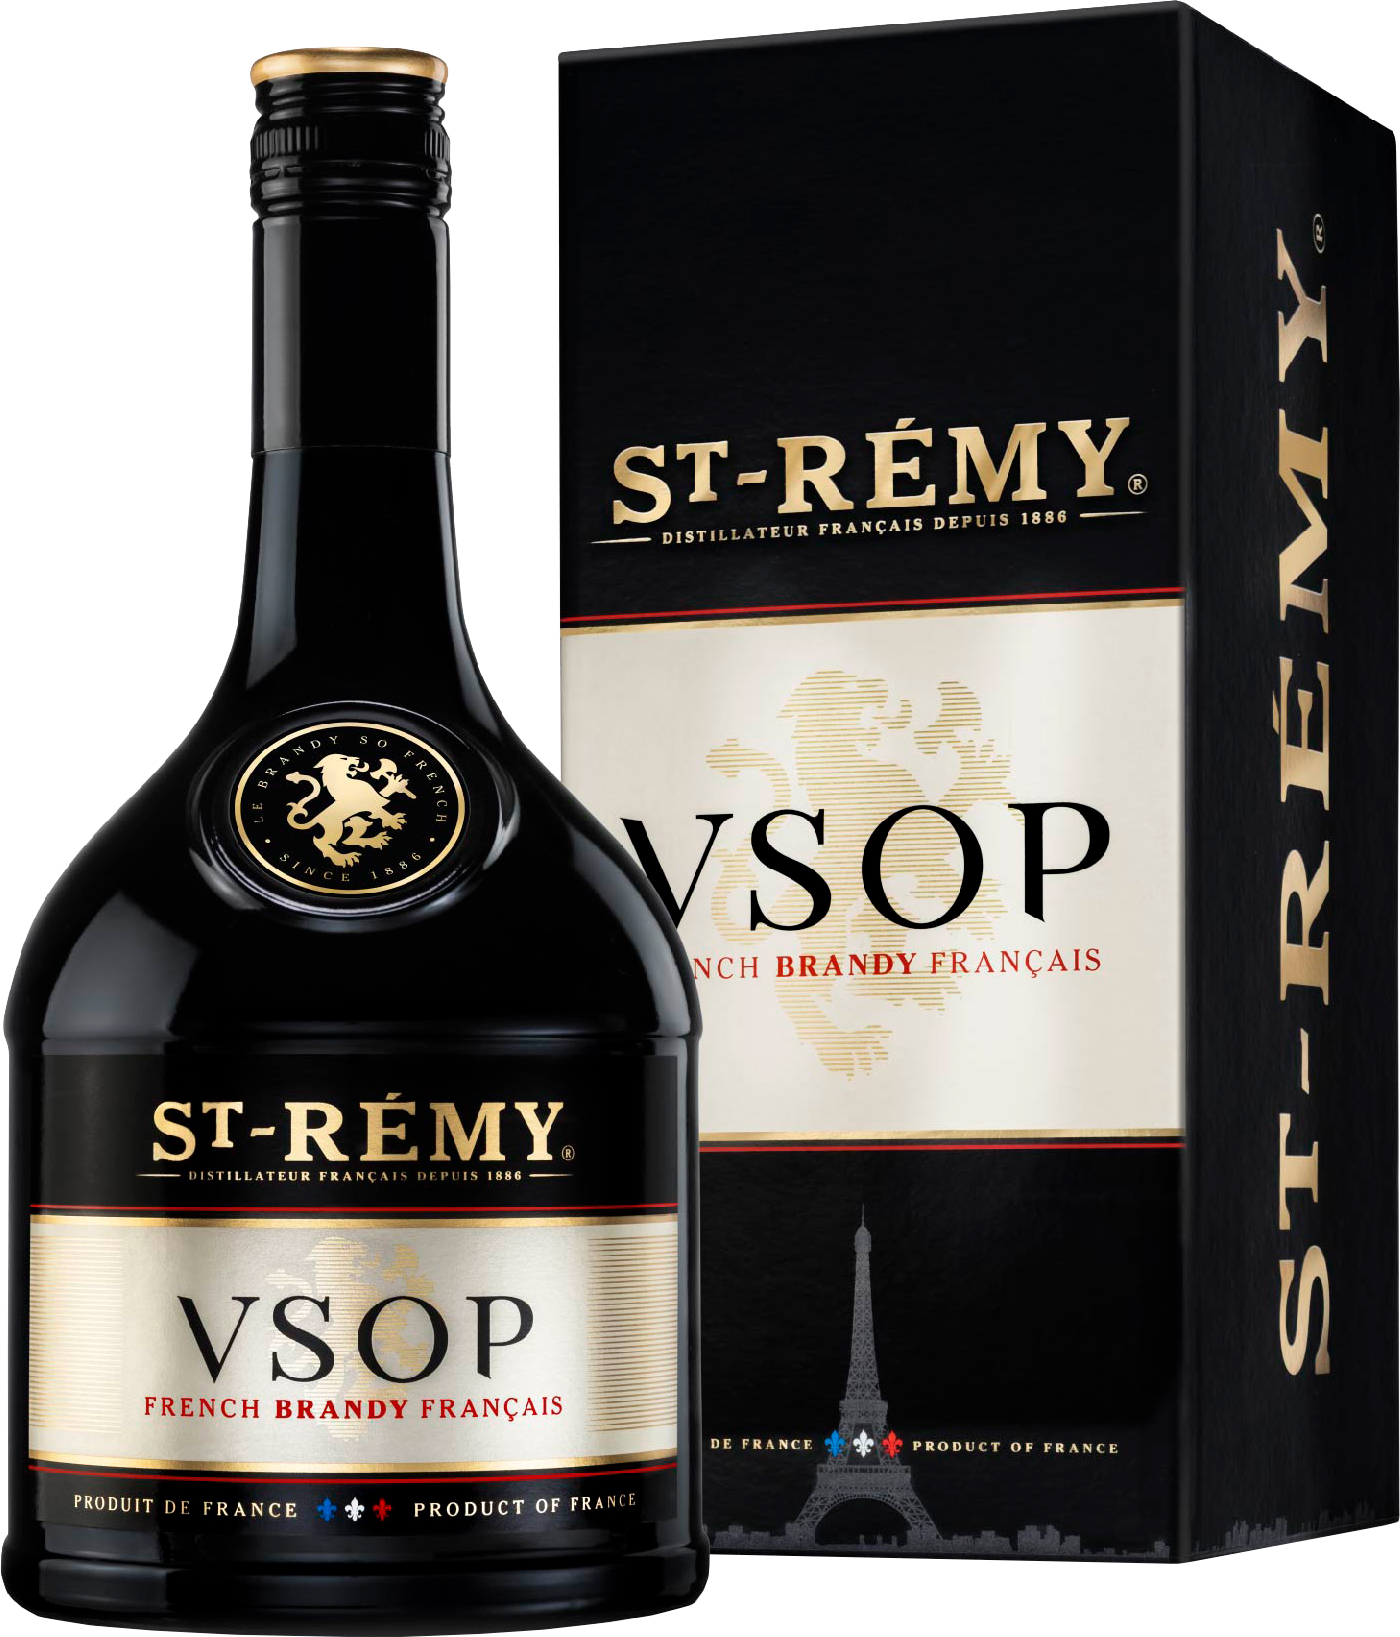 LE BRANDY SO FRENCH
• SINCE 1886 •
ST-RÉMY®
DISTILLATEUR FRANÇAIS DEPUIS 1886
VSOP
FRENCH BRANDY FRANÇAIS
PRODUIT DE FRANCE PRODUCT OF FRANCE
ST-RÉMY®
DISTILLATEUR FRANÇAIS DEPUIS 1886
VSOP
NCH BRANDY FRANÇAIS
DE FRANCE PRODUCT OF FRANCE
ST-RÉMY®